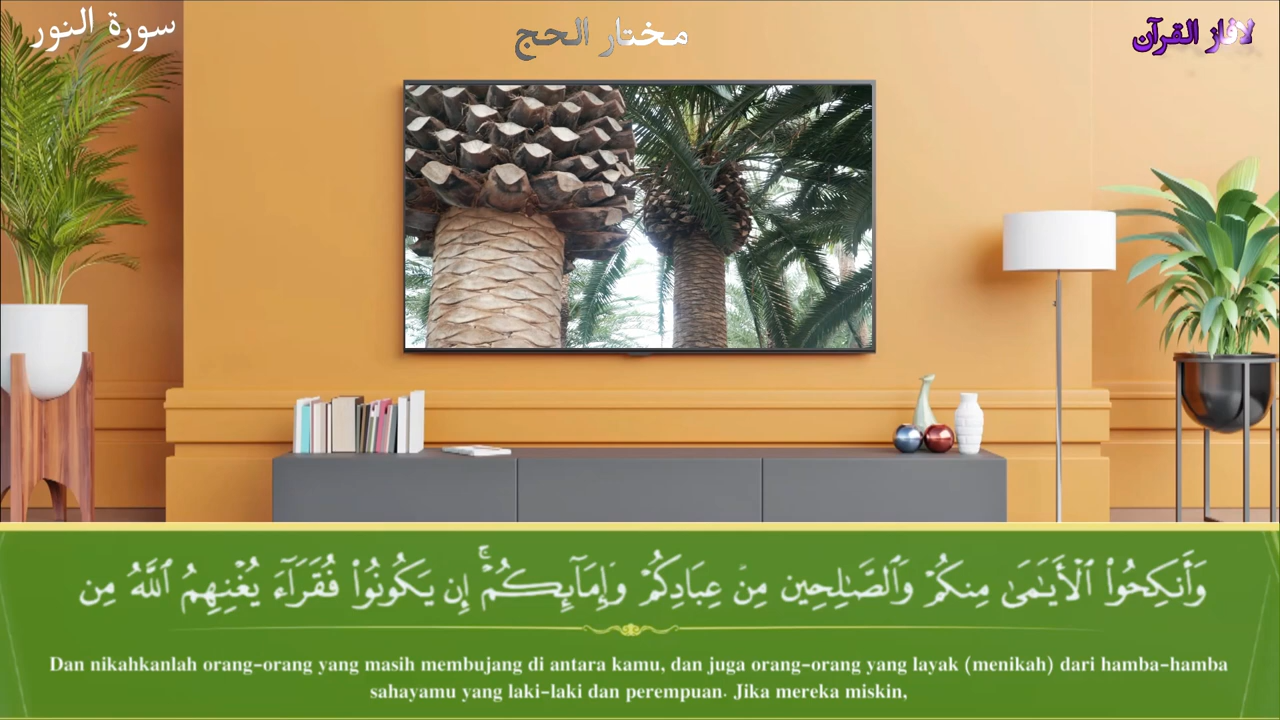 سورة النور
مختار الحج
لافاز القرآن
وَأَنكِحُوا۟ ٱلْأَيَـٰمَىٰ مِنكُمْ وَٱلصَّـٰلِحِينَ مِنْ عِبَادِكُمْ وَإِمَآئِكُمْ ۚ إِن يَكُونُوا۟ فُقَرَآءَ يُغْنِهِمُ ٱللَّهُ مِن
Dan nikahkanlah orang-orang yang masih membujang di antara kamu, dan juga orang-orang yang layak (menikah) dari hamba-hamba
sahayamu yang laki-laki dan perempuan. Jika mereka miskin,